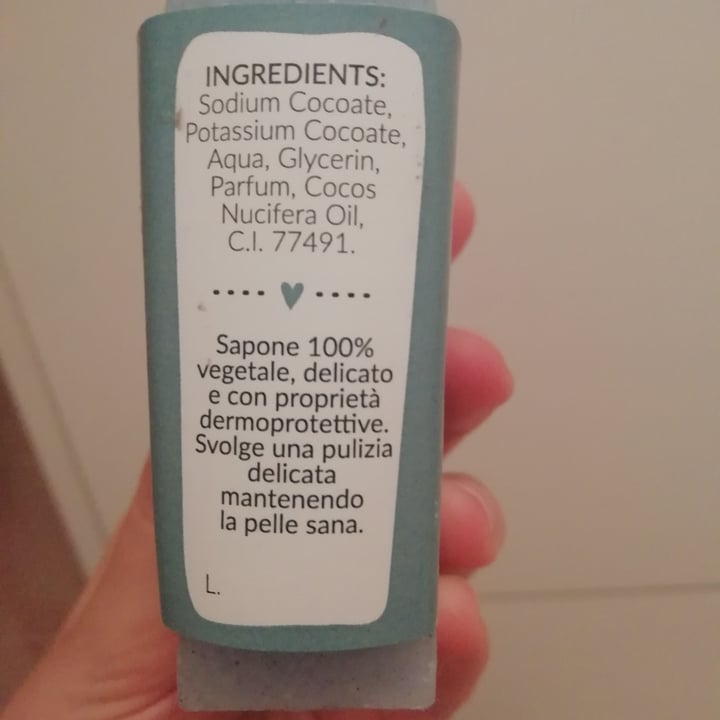 INGREDIENTS:
Sodium Cocoate,
Potassium Cocoate,
Aqua, Glycerin,
Parfum, Cocos
Nucifera Oil,
C.I. 77491.
Sapone 100%
vegetale, delicato
e con proprietà
dermoprotettive.
Svolge una pulizia
delicata
mantenendo
la pelle sana.
L.